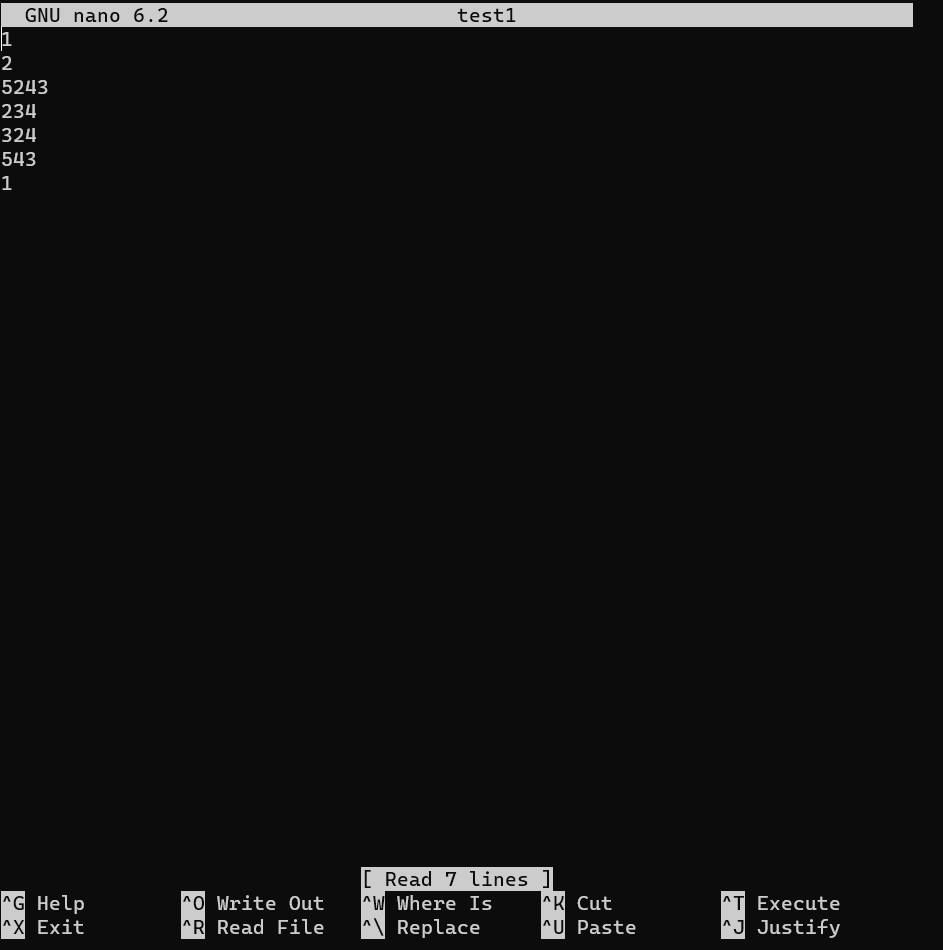 GNU nano 6.2 test1
1
2
5243
234
324
543
1
[ Read 7 lines ]
^G Help ^O Write Out ^W Where Is ^K Cut ^T Execute
^X Exit ^R Read File ^\ Replace ^U Paste ^J Justify